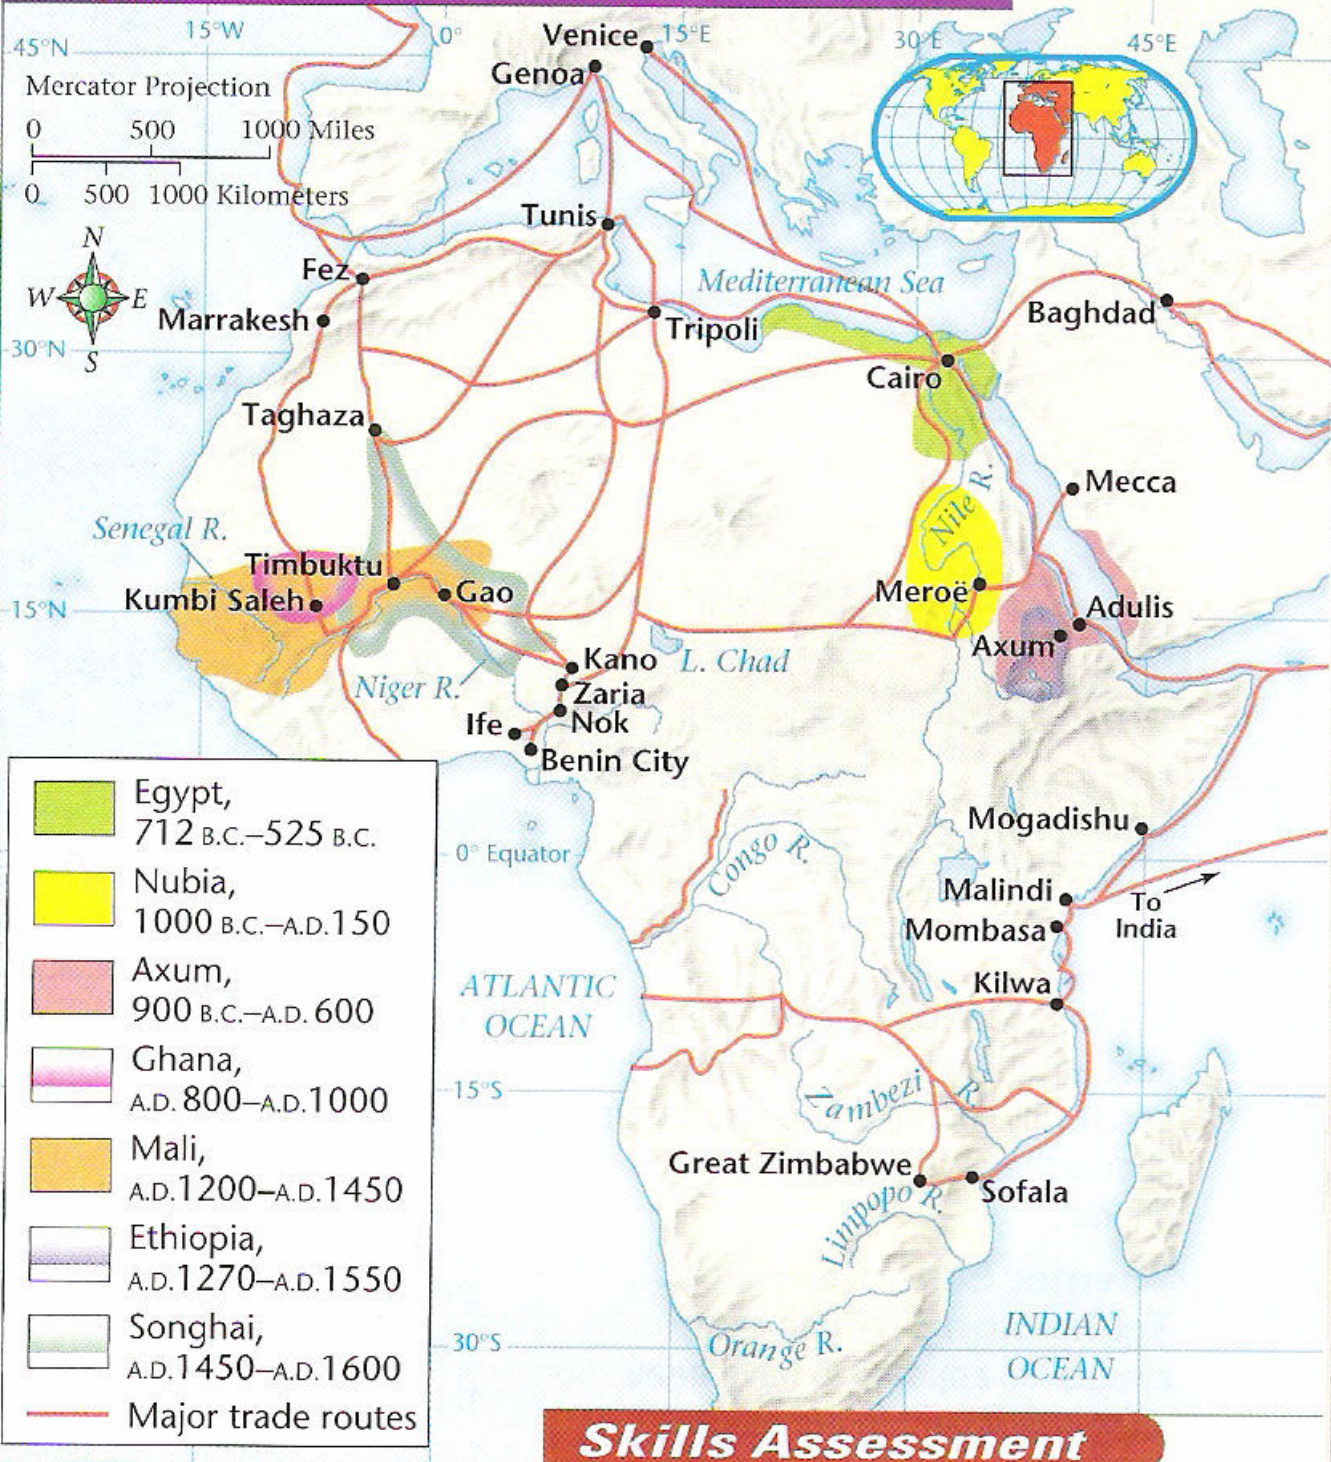 15°W
0°
15°E
30°E
45°E
45°N
Venice
Genoa
Mercator Projection
0 500 1000 Miles
0 500 1000 Kilometers
Tunis
N
W E
S
Fez
Mediterranean Sea
Marrakesh
Baghdad
Tripoli
30°N
Cairo
Taghaza
Mecca
Nile R.
Senegal R.
Timbuktu
Kumbi Saleh
Gao
Meroë
15°N
Adulis
Axum
Kano
L. Chad
Niger R.
Zaria
Nok
Ife
Benin City
Egypt,
712 B.C.–525 B.C.
Nubia,
1000 B.C.–A.D. 150
Axum,
900 B.C.–A.D. 600
Ghana,
A.D. 800–A.D. 1000
Mali,
A.D. 1200–A.D. 1450
Ethiopia,
A.D. 1270–A.D. 1550
Songhai,
A.D. 1450–A.D. 1600
Major trade routes
Mogadishu
0° Equator
Congo R.
Malindi
To
India
Mombasa
Kilwa
ATLANTIC
OCEAN
15°S
Zambezi R.
Great Zimbabwe
Sofala
Limpopo R.
INDIAN
OCEAN
30°S
Orange R.
Skills Assessment